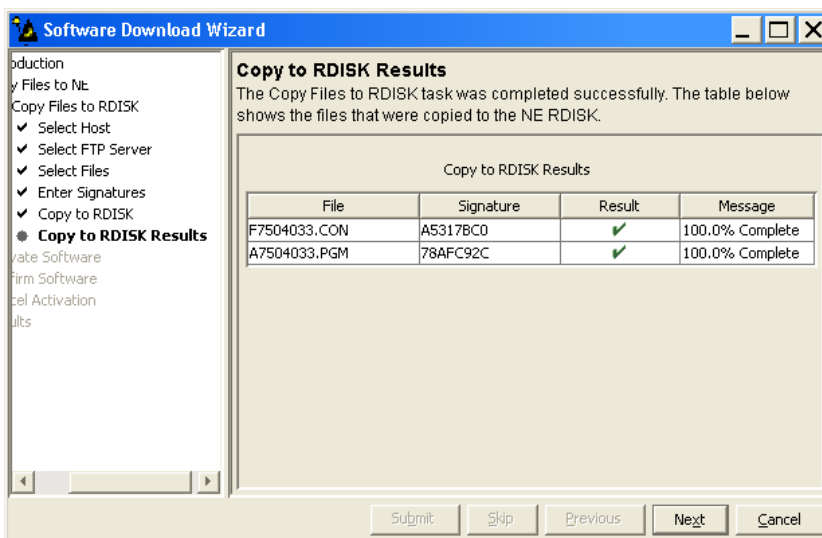 Software Download Wizard
oduction
y Files to NE
Copy Files to RDISK
Select Host
Select FTP Server
Select Files
Enter Signatures
Copy to RDISK
Copy to RDISK Results
vate Software
firm Software
cel Activation
ults
Copy to RDISK Results
The Copy Files to RDISK task was completed successfully. The table below
shows the files that were copied to the NE RDISK.
Copy to RDISK Results
File Signature Result Message
F7504033.CON A5317BC0 ✔ 100.0% Complete
A7504033.PGM 78AFC92C ✔ 100.0% Complete
Submit Skip Previous Next Cancel